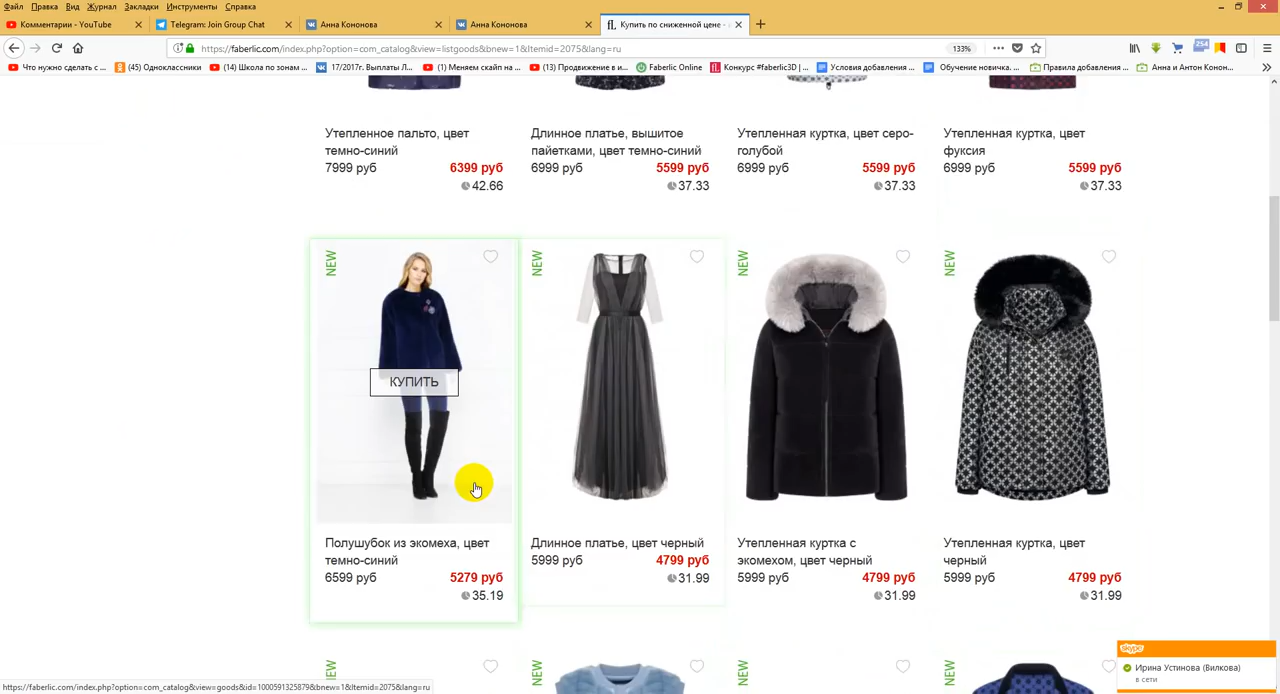 Файл Правка Вид Журнал Закладки Инструменты Справка
Комментарии - YouTube
Telegram: Join Group Chat
Анна Кононова
Анна Кононова
Купить по сниженной цене -
https://faberlic.com/index.php?option=com_catalog&view=listgoods&bnew=1&Itemid=2075&lang=ru
133%
254
Что нужно сделать с ... (45) Одноклассники (14) Школа по зонам ... 17/2017г. Выплаты Л... (1) Меняем скайп на ... (13) Продвижение в и... Faberlic Online Конкурс #faberlic3D | ... Условия добавления ... Обучение новичка. ... Правила добавления ... Анна и Антон Конон...
Утепленное пальто, цвет
темно-синий
7999 руб 6399 руб
42.66
Длинное платье, вышитое
пайетками, цвет темно-синий
6999 руб 5599 руб
37.33
Утепленная куртка, цвет серо-
голубой
6999 руб 5599 руб
37.33
Утепленная куртка, цвет
фуксия
6999 руб 5599 руб
37.33
NEW
NEW
NEW
NEW
КУПИТЬ
Полушубок из экомеха, цвет
темно-синий
6599 руб 5279 руб
35.19
Длинное платье, цвет черный
5999 руб 4799 руб
31.99
Утепленная куртка с
экомехом, цвет черный
5999 руб 4799 руб
31.99
Утепленная куртка, цвет
черный
5999 руб 4799 руб
31.99
NEW
NEW
NEW
NEW
skype
Ирина Устинова (Вилкова)
в сети
https://faberlic.com/index.php?option=com_catalog&view=goods&id=1000591325879&bnew=1&Itemid=2075&lang=ru